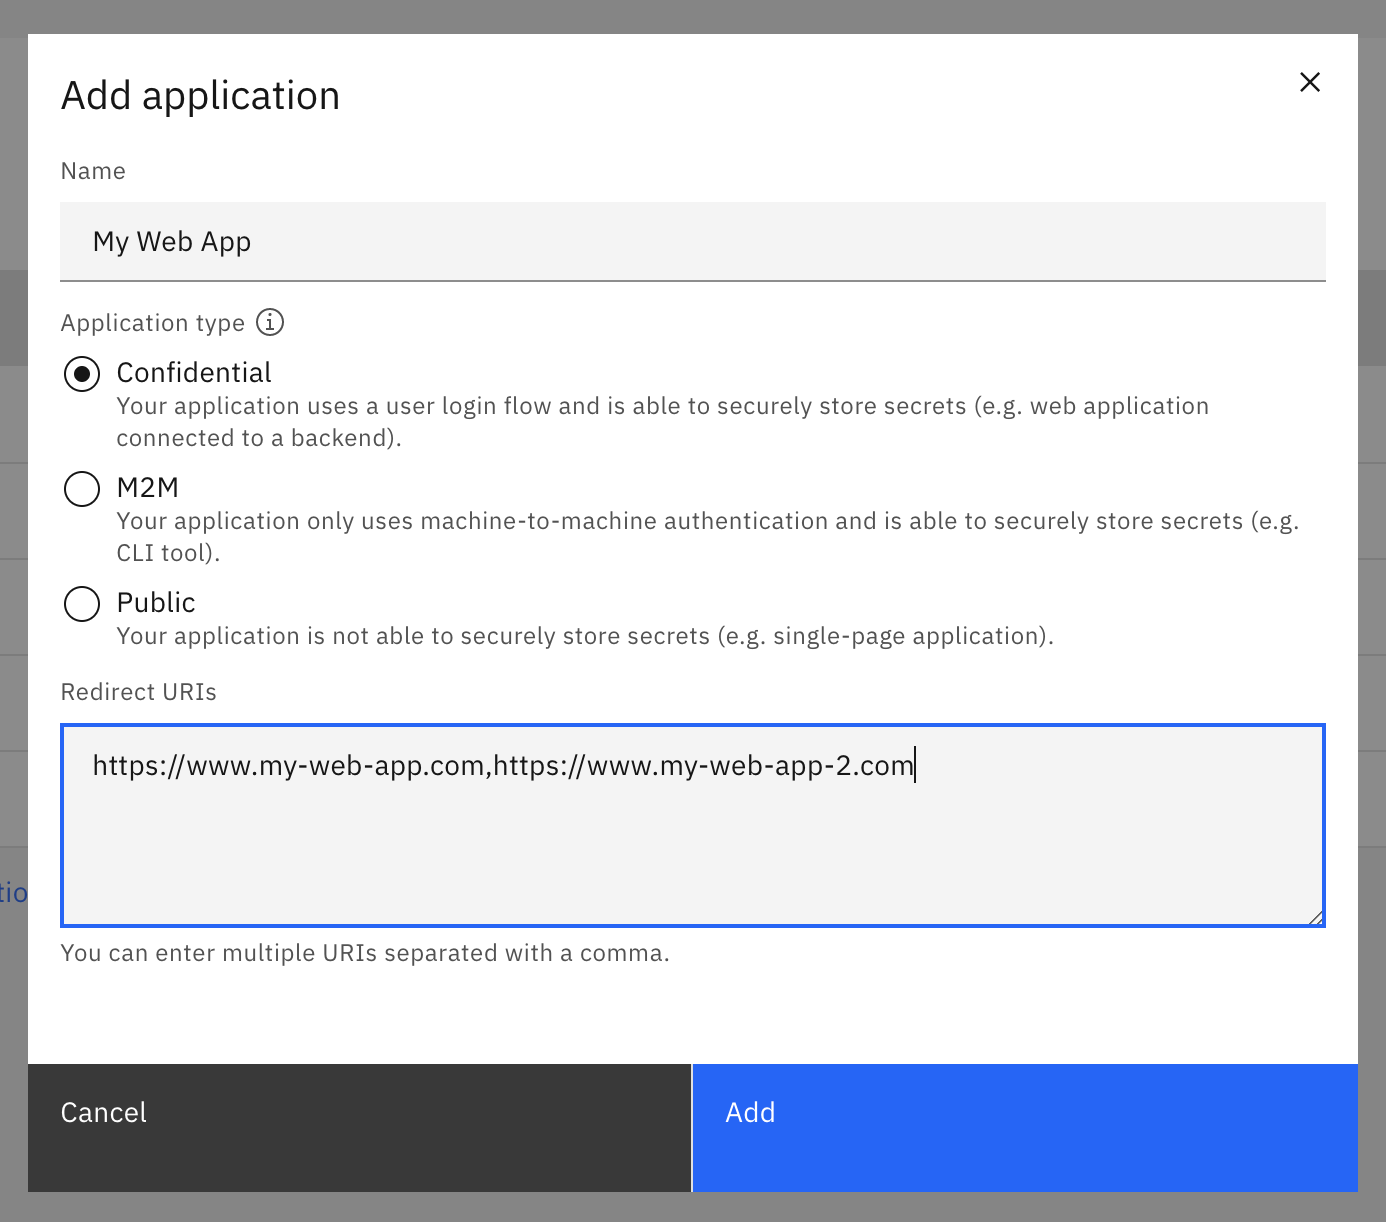 Add application
Name
My Web App
Application type
Confidential
Your application uses a user login flow and is able to securely store secrets (e.g. web application
connected to a backend).
M2M
Your application only uses machine-to-machine authentication and is able to securely store secrets (e.g.
CLI tool).
Public
Your application is not able to securely store secrets (e.g. single-page application).
Redirect URIs
https://www.my-web-app.com,https://www.my-web-app-2.com
tio
You can enter multiple URIs separated with a comma.
Cancel
Add